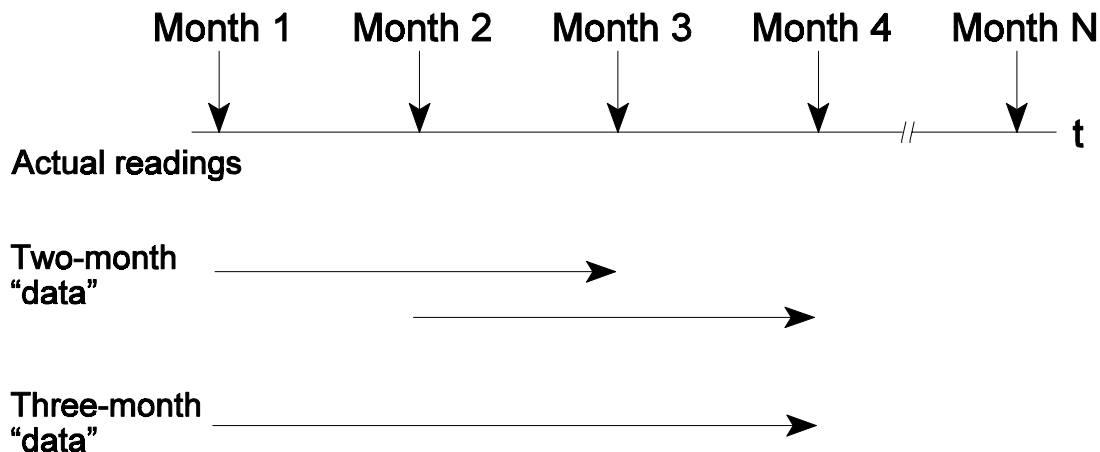 Month 1 Month 2 Month 3 Month 4 Month N
t
Actual readings
Two-month
“data”
Three-month
“data”